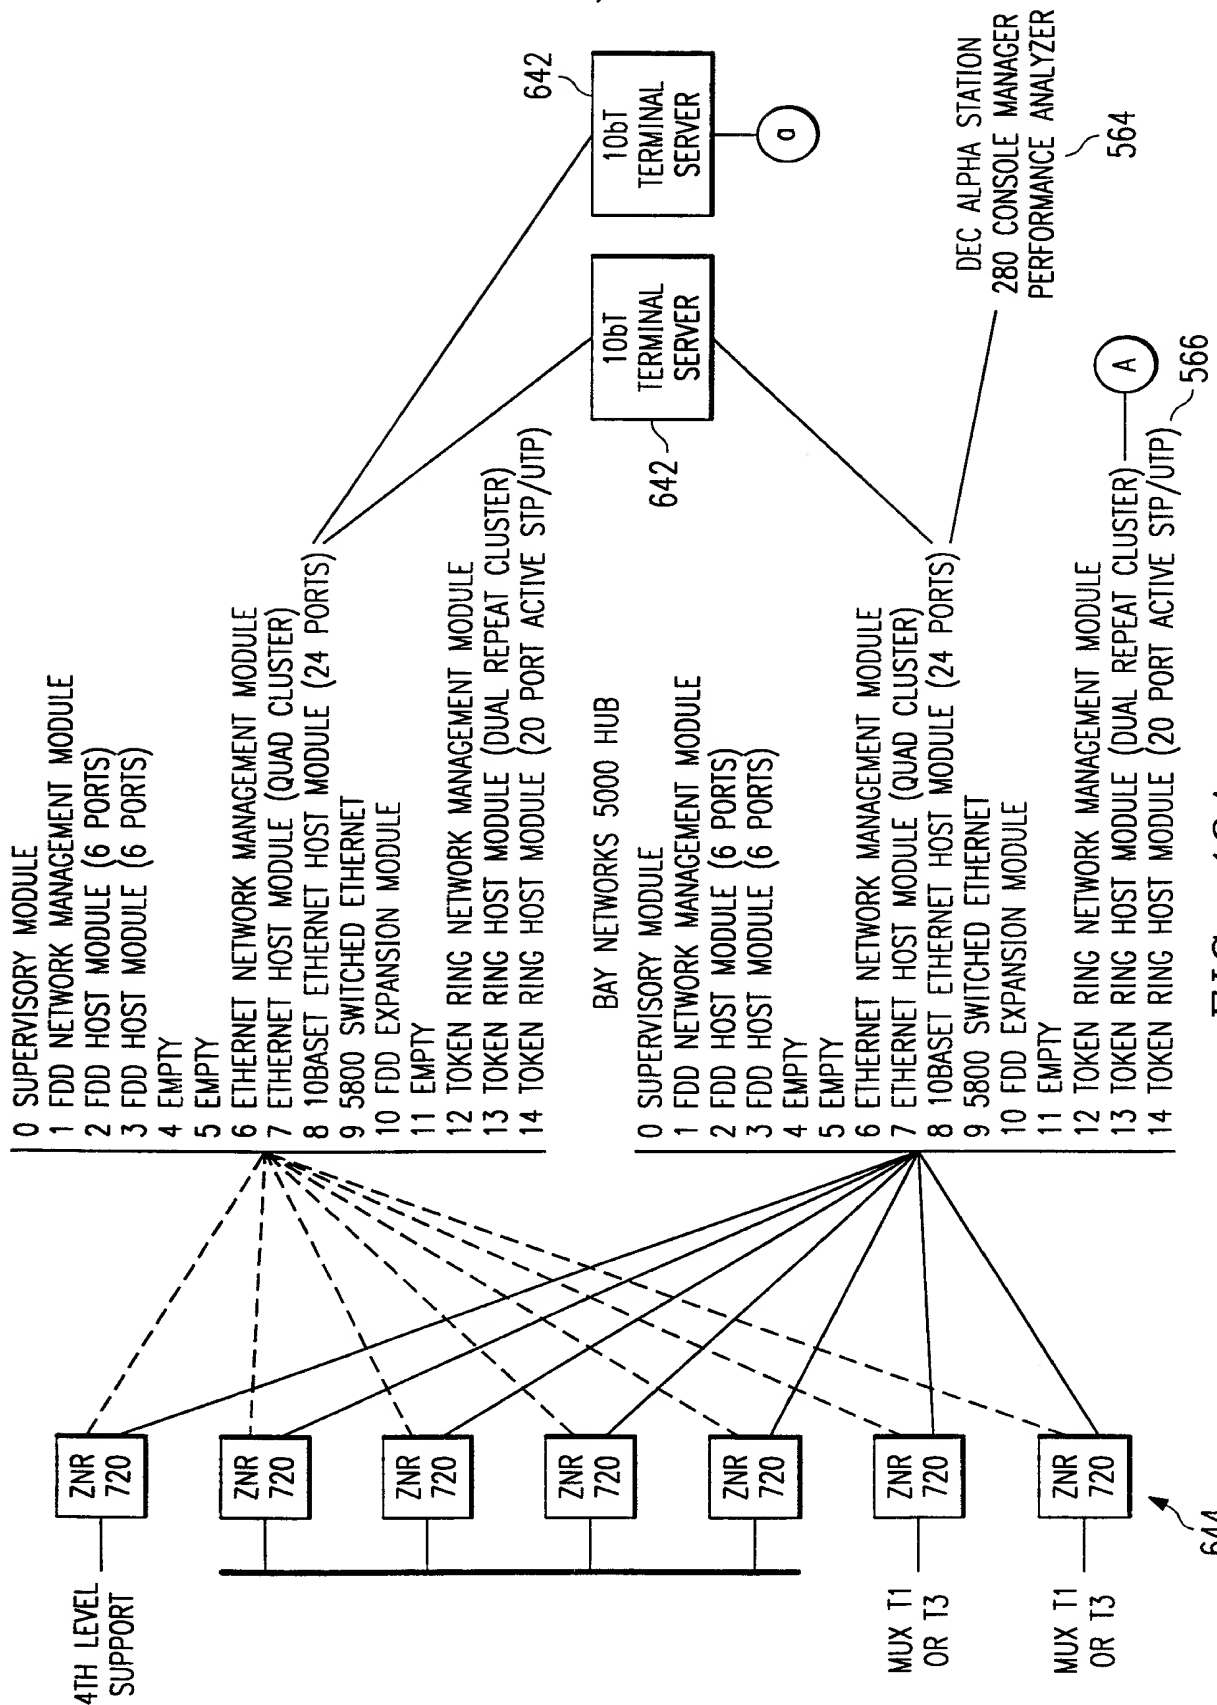 4TH LEVEL
SUPPORT
MUX T1
OR T3
MUX T1
OR T3
ZNR
720
ZNR
720
ZNR
720
ZNR
720
ZNR
720
ZNR
720
ZNR
720
644
0 SUPERVISORY MODULE
1 FDD NETWORK MANAGEMENT MODULE
2 FDD HOST MODULE (6 PORTS)
3 FDD HOST MODULE (6 PORTS)
4 EMPTY
5 EMPTY
6 ETHERNET NETWORK MANAGEMENT MODULE
7 ETHERNET HOST MODULE (QUAD CLUSTER)
8 10BASET ETHERNET HOST MODULE (24 PORTS)
9 5800 SWITCHED ETHERNET
10 FDD EXPANSION MODULE
11 EMPTY
12 TOKEN RING NETWORK MANAGEMENT MODULE
13 TOKEN RING HOST MODULE (DUAL REPEAT CLUSTER)
14 TOKEN RING HOST MODULE (20 PORT ACTIVE STP/UTP)
BAY NETWORKS 5000 HUB
0 SUPERVISORY MODULE
1 FDD NETWORK MANAGEMENT MODULE
2 FDD HOST MODULE (6 PORTS)
3 FDD HOST MODULE (6 PORTS)
4 EMPTY
5 EMPTY
6 ETHERNET NETWORK MANAGEMENT MODULE
7 ETHERNET HOST MODULE (QUAD CLUSTER)
8 10BASET ETHERNET HOST MODULE (24 PORTS)
9 5800 SWITCHED ETHERNET
10 FDD EXPANSION MODULE
11 EMPTY
12 TOKEN RING NETWORK MANAGEMENT MODULE
13 TOKEN RING HOST MODULE (DUAL REPEAT CLUSTER)
14 TOKEN RING HOST MODULE (20 PORT ACTIVE STP/UTP)
A
566
10bT
TERMINAL
SERVER
642
10bT
TERMINAL
SERVER
642
a
DEC ALPHA STATION
280 CONSOLE MANAGER
PERFORMANCE ANALYZER
564